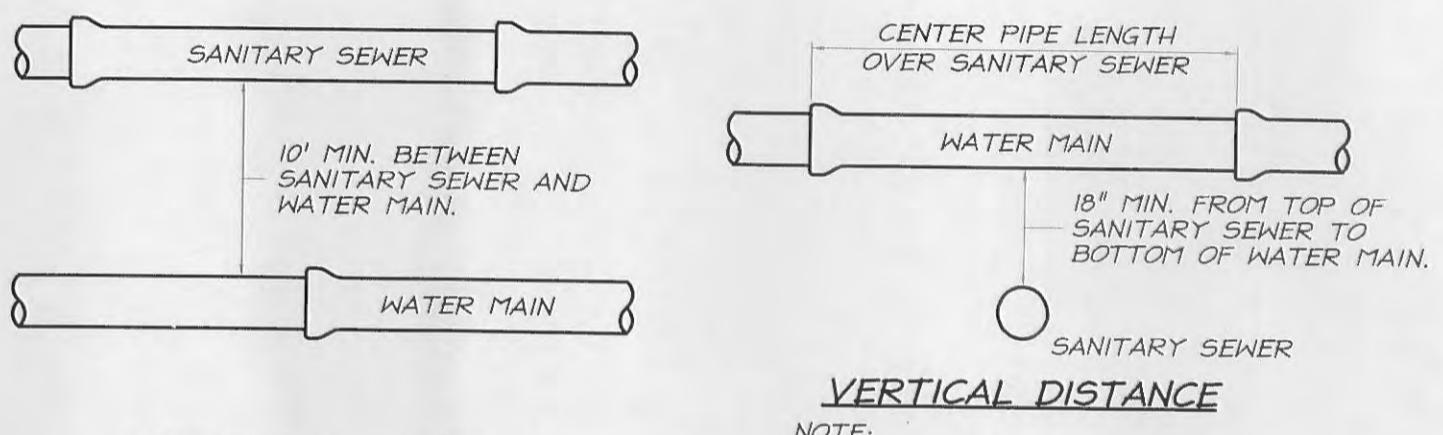 SANITARY SEWER
10' MIN. BETWEEN
SANITARY SEWER AND
WATER MAIN.
WATER MAIN
CENTER PIPE LENGTH
OVER SANITARY SEWER
WATER MAIN
18" MIN. FROM TOP OF
SANITARY SEWER TO
BOTTOM OF WATER MAIN.
SANITARY SEWER
VERTICAL DISTANCE
NOTE: